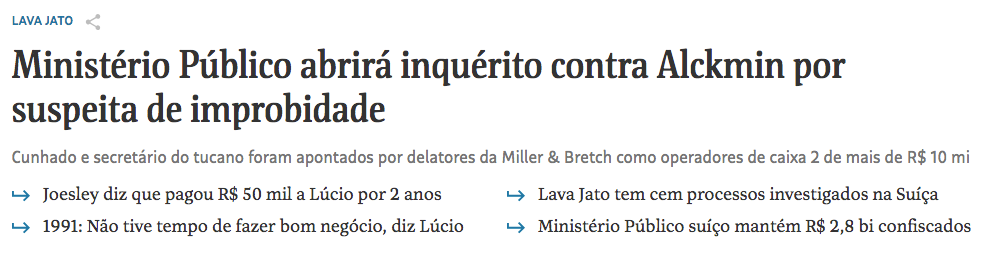 LAVA JATO
Ministério Público abrirá inquérito contra Alckmin por
suspeita de improbidade
Cunhado e secretário do tucano foram apontados por delatores da Miller & Bretch como operadores de caixa 2 de mais de R$ 10 mi
Joesley diz que pagou R$ 50 mil a Lúcio por 2 anos
1991: Não tive tempo de fazer bom negócio, diz Lúcio
Lava Jato tem cem processos investigados na Suíça
Ministério Público suíço mantém R$ 2,8 bi confiscados